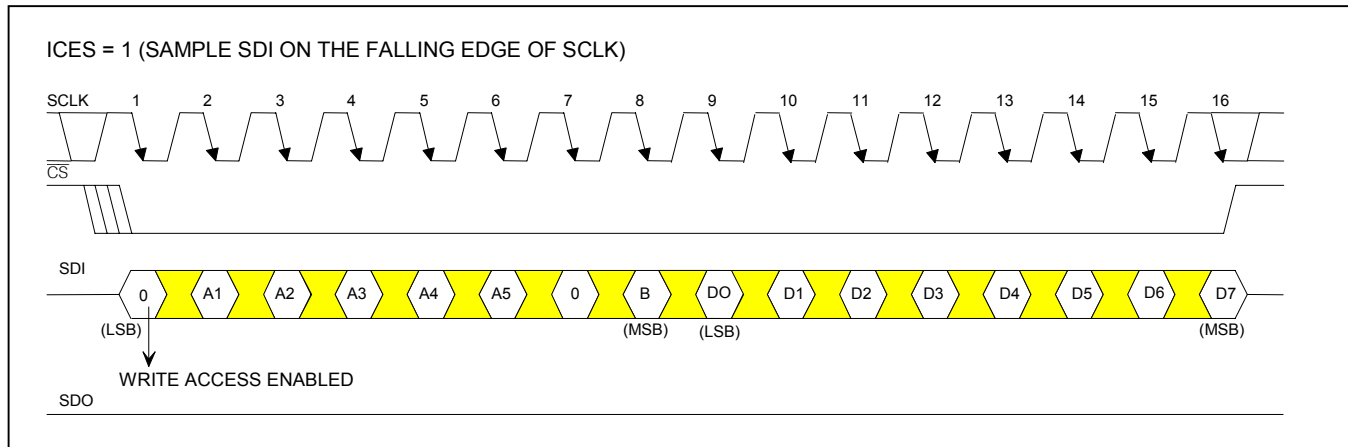 ICES = 1 (SAMPLE SDI ON THE FALLING EDGE OF SCLK)
SCLK 1 2 3 4 5 6 7 8 9 10 11 12 13 14 15 16
CS
SDI
0 A1 A2 A3 A4 A5 0 B DO D1 D2 D3 D4 D5 D6 D7
(LSB) (MSB) (LSB) (MSB)
WRITE ACCESS ENABLED
SDO